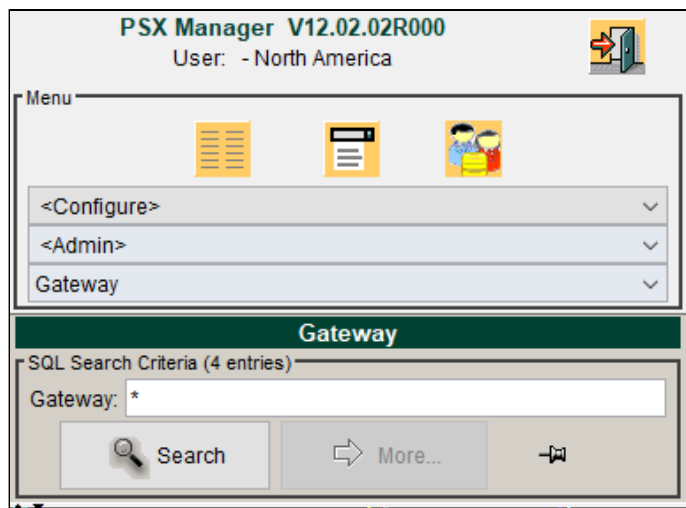 PSX Manager V12.02.02R000
User: - North America
Menu
<Configure>
<Admin>
Gateway
Gateway
SQL Search Criteria (4 entries)
Gateway: *
Search More...